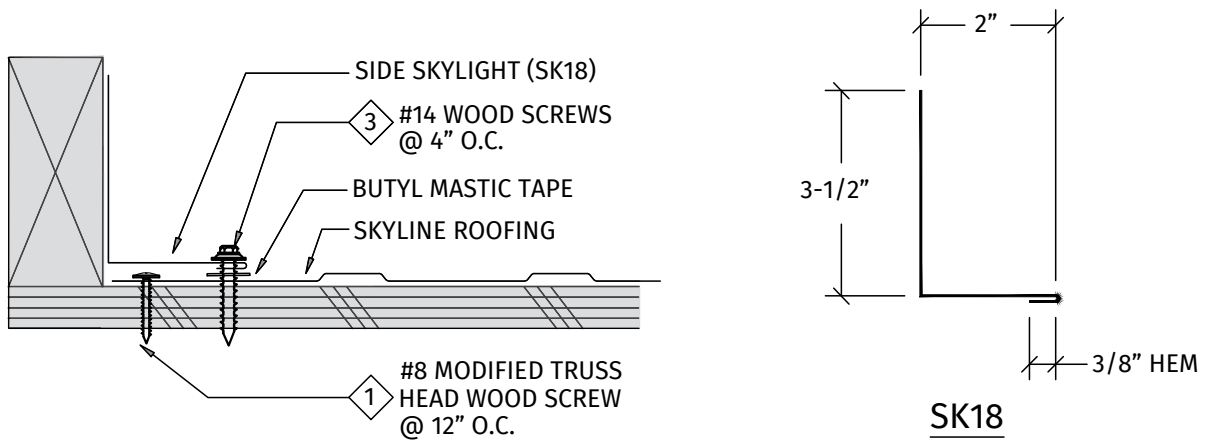 SIDE SKYLIGHT (SK18)
3
#14 WOOD SCREWS
@ 4” O.C.
BUTYL MASTIC TAPE
SKYLINE ROOFING
1
#8 MODIFIED TRUSS
HEAD WOOD SCREW
@ 12” O.C.
2”
3-1/2”
3/8” HEM
SK18